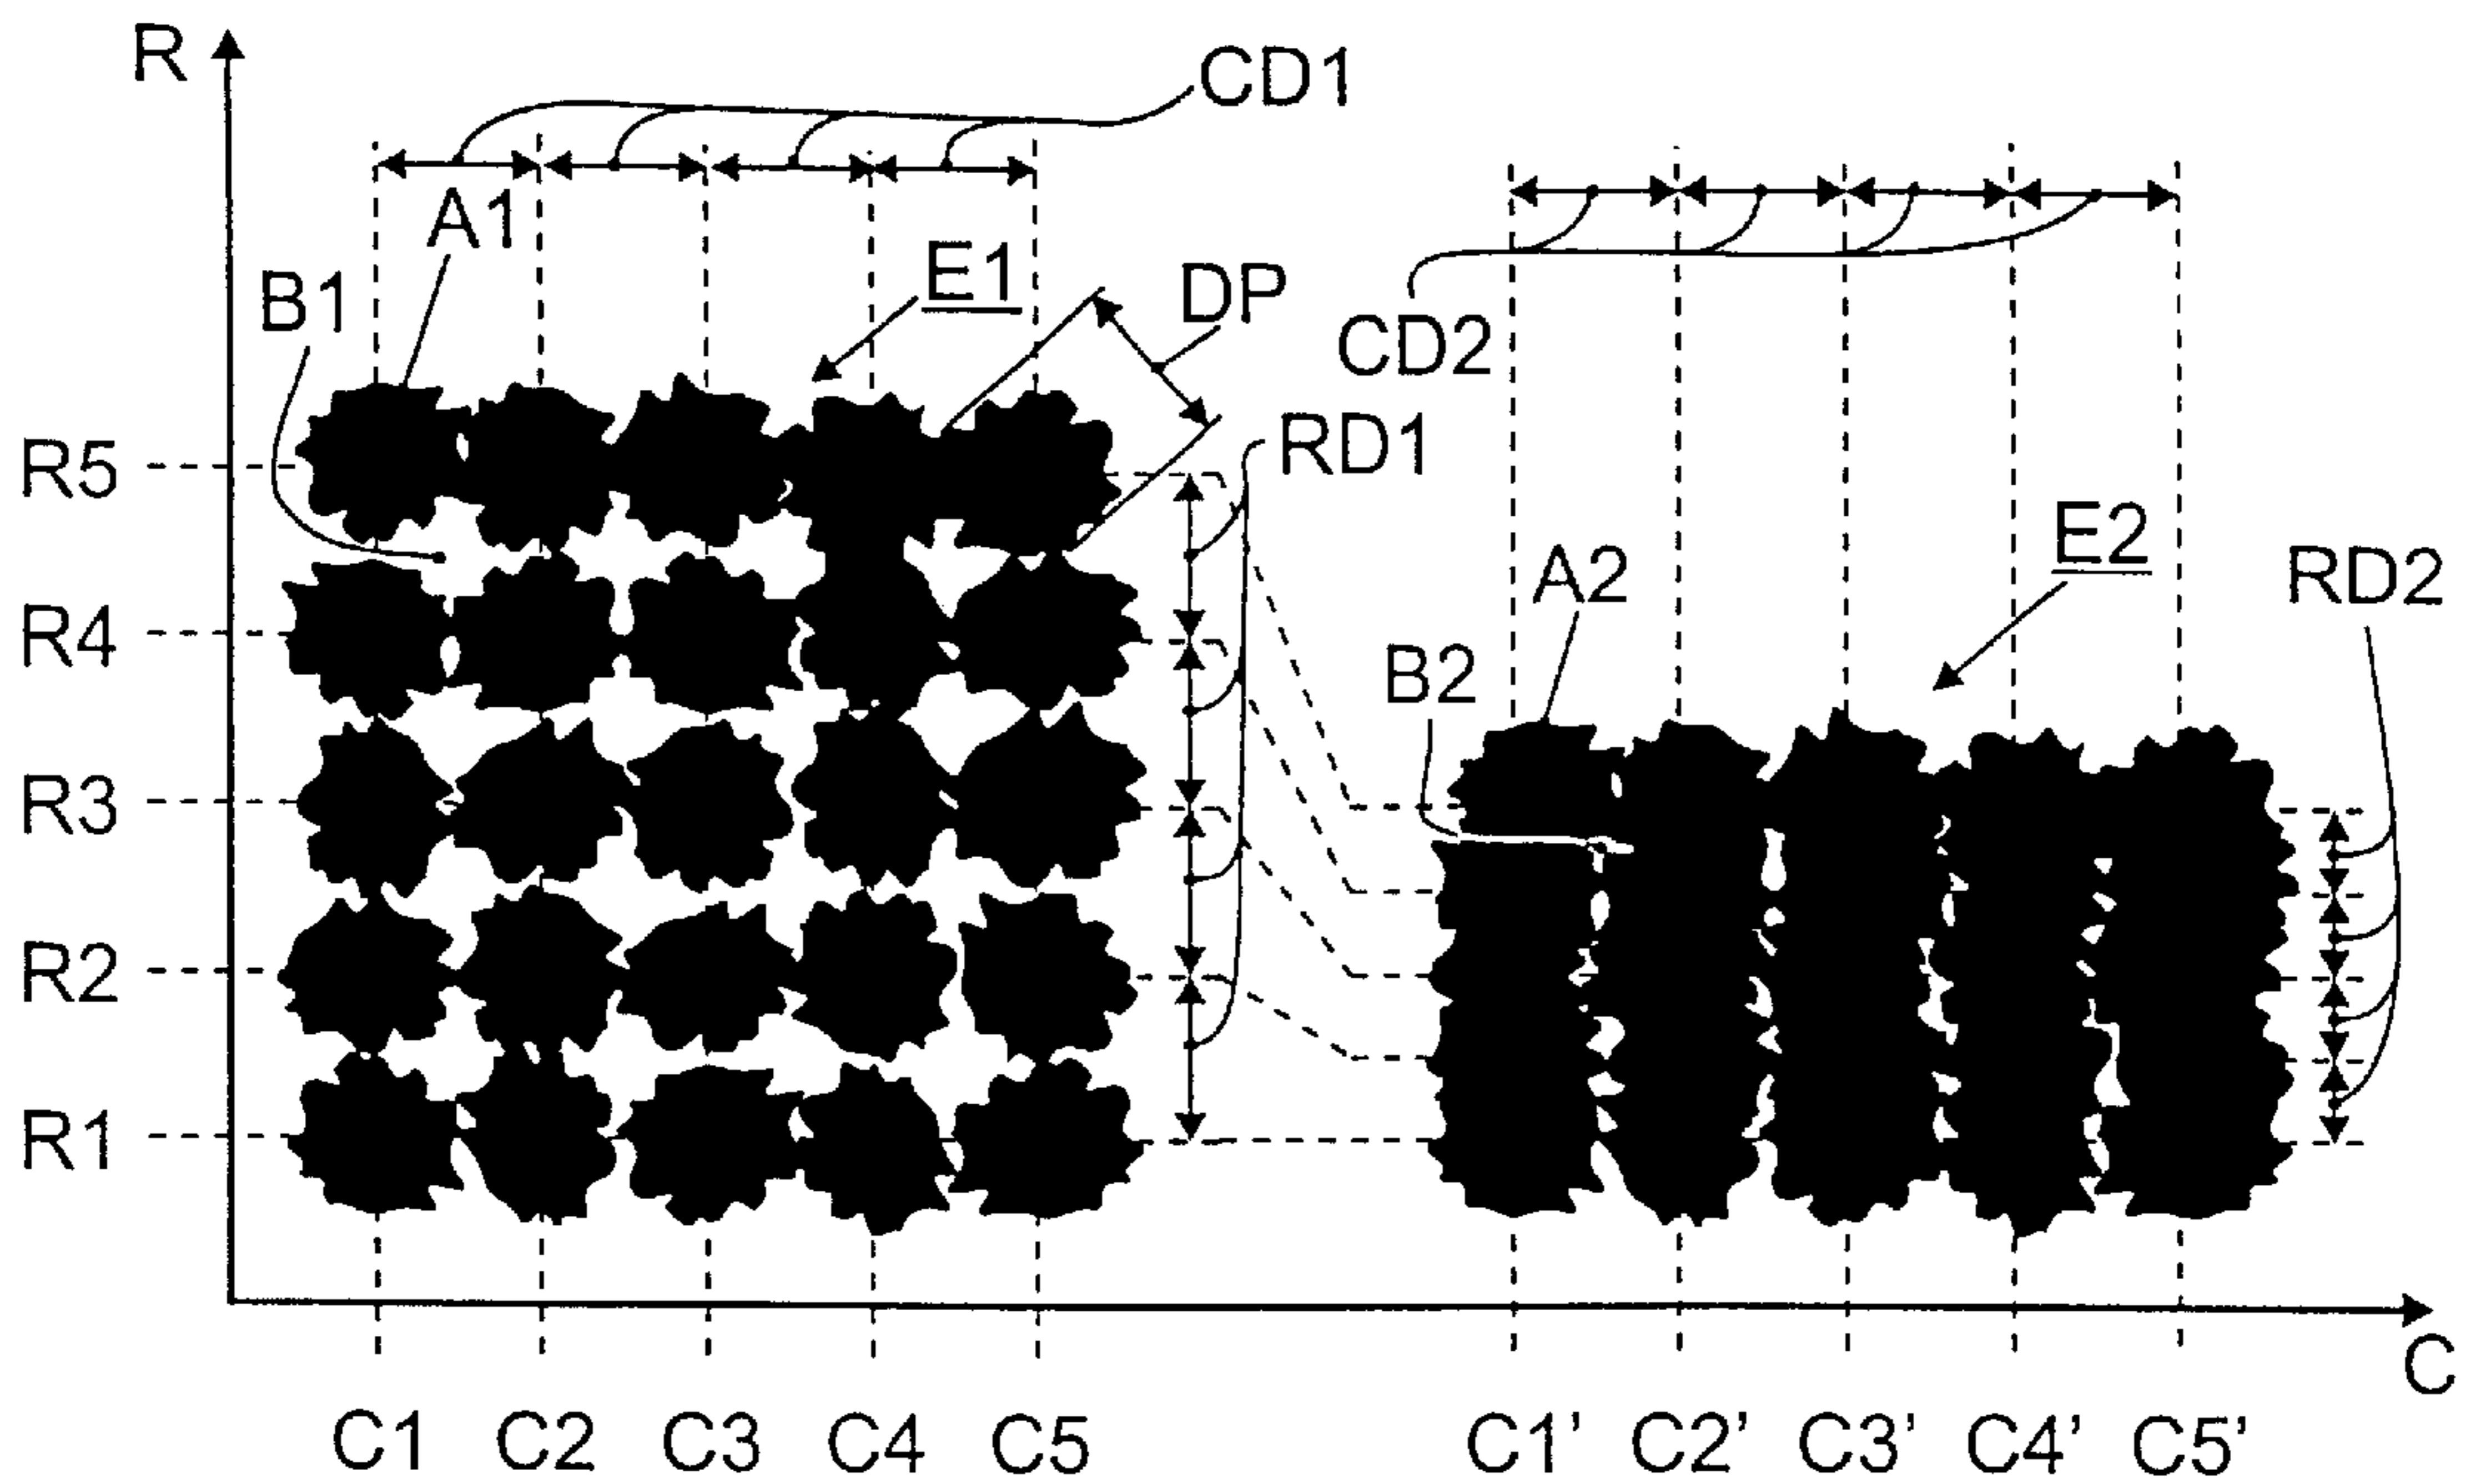 R
CD1
A1
B1
E1
DP
CD2
RD1
R5
E2
A2
RD2
R4
B2
R3
R2
R1
C
C1 C2 C3 C4 C5 C1' C2' C3' C4' C5'